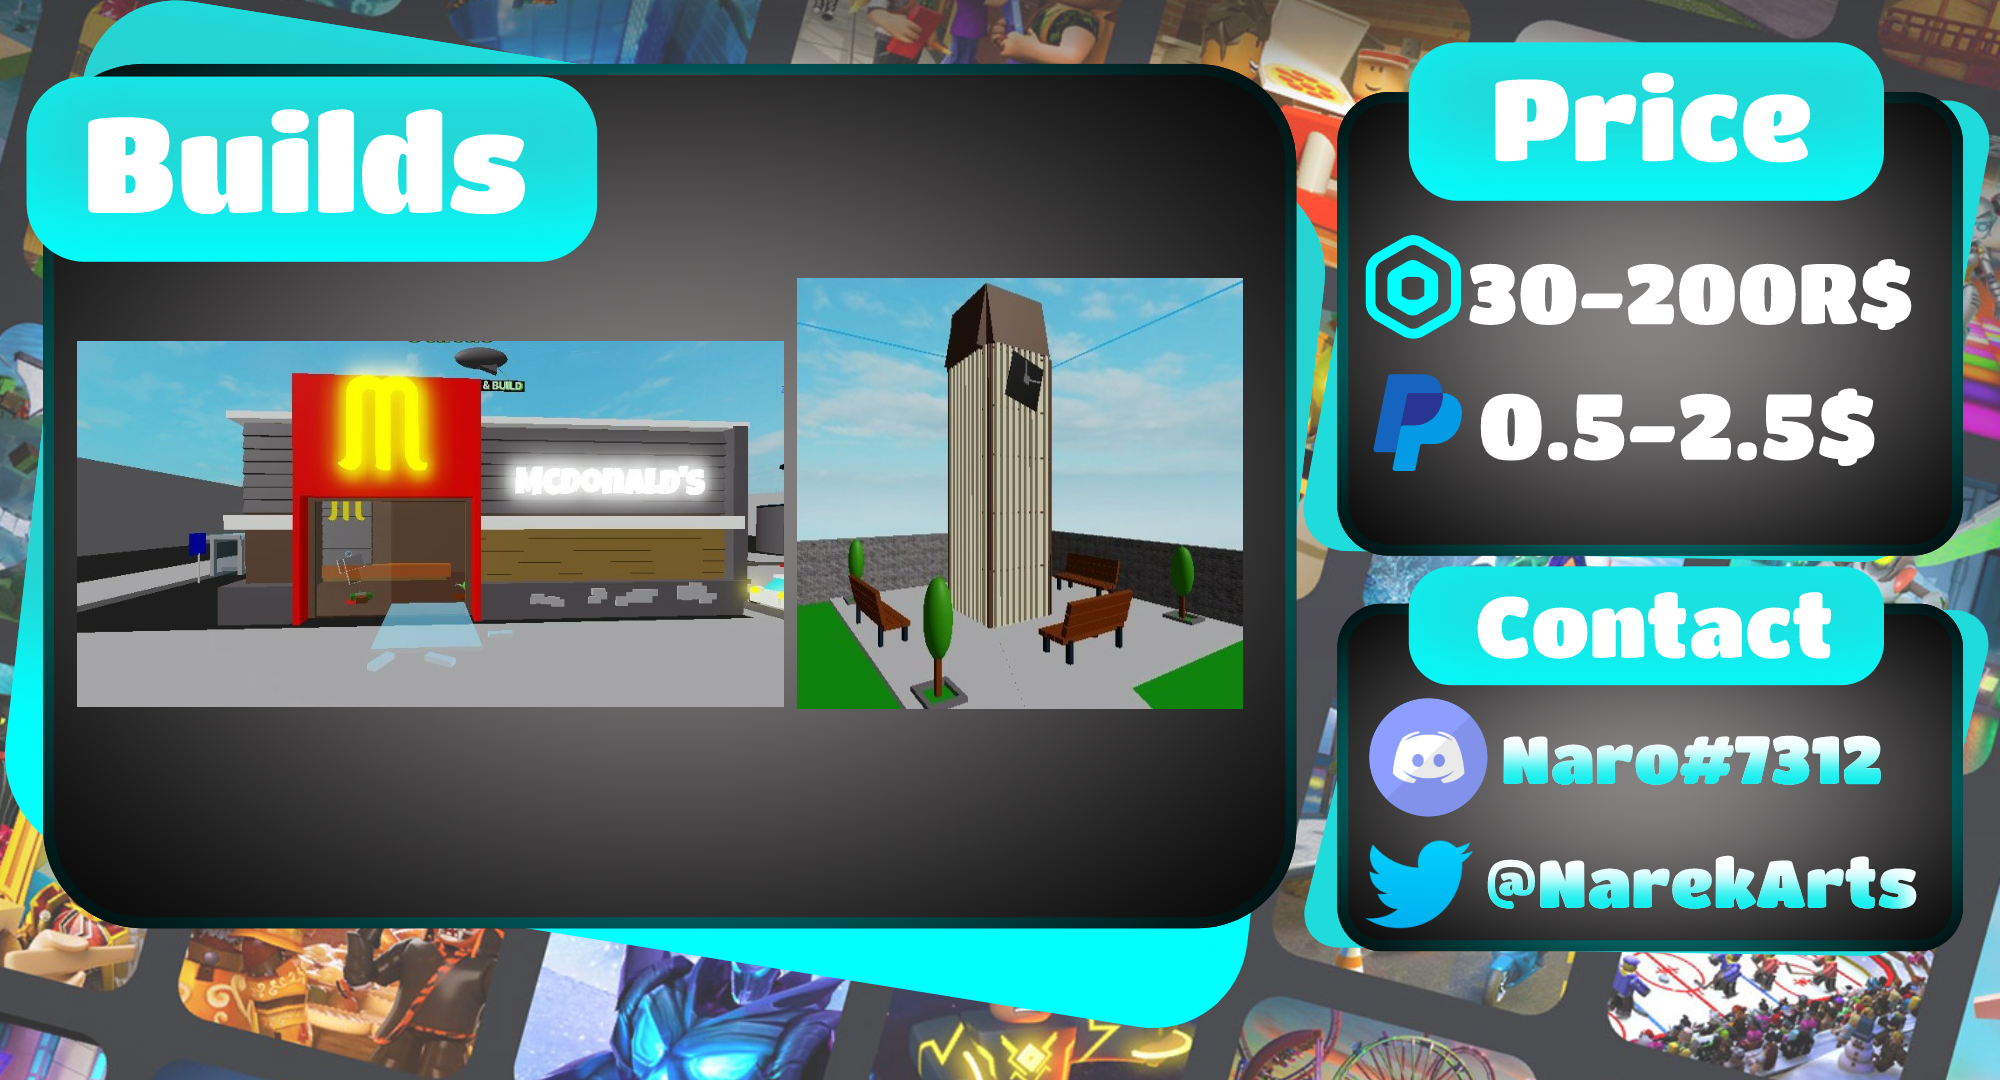 Builds
& BUILD
McDonald's
Price
30-200R$
0.5-2.5$
Contact
Naro#7312
@NarekArts